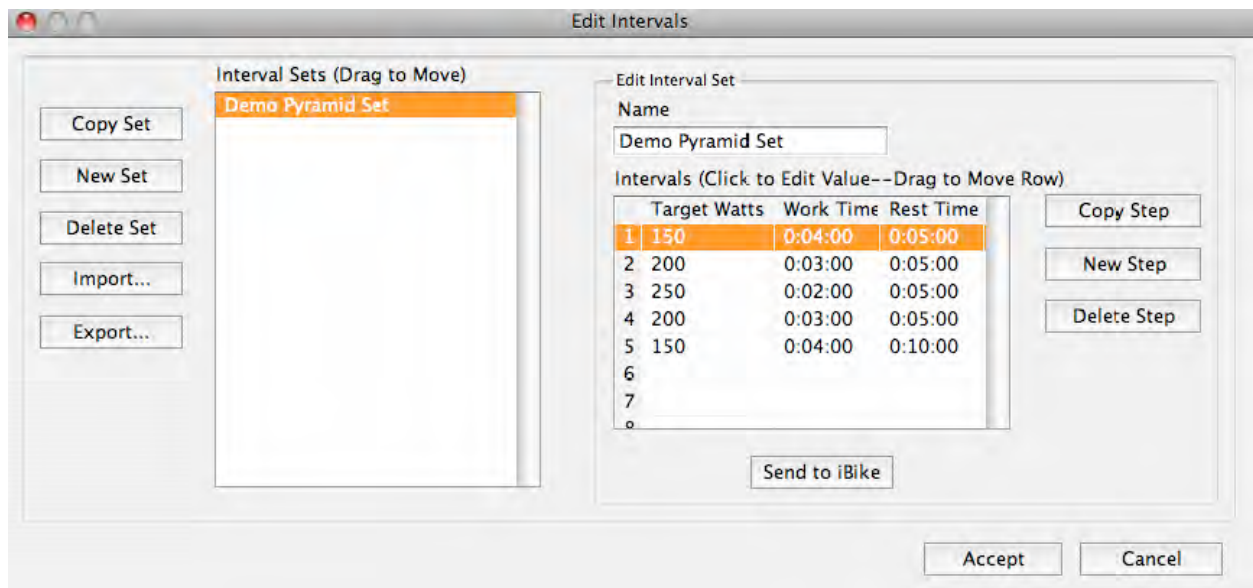 Edit Intervals
Interval Sets (Drag to Move)
Demo Pyramid Set
Copy Set
New Set
Delete Set
Import...
Export...
Edit Interval Set
Name
Demo Pyramid Set
Intervals (Click to Edit Value--Drag to Move Row)
Target Watts Work Time Rest Time
1 150 0:04:00 0:05:00
2 200 0:03:00 0:05:00
3 250 0:02:00 0:05:00
4 200 0:03:00 0:05:00
5 150 0:04:00 0:10:00
6
7
Copy Step
New Step
Delete Step
Send to iBike
Accept Cancel